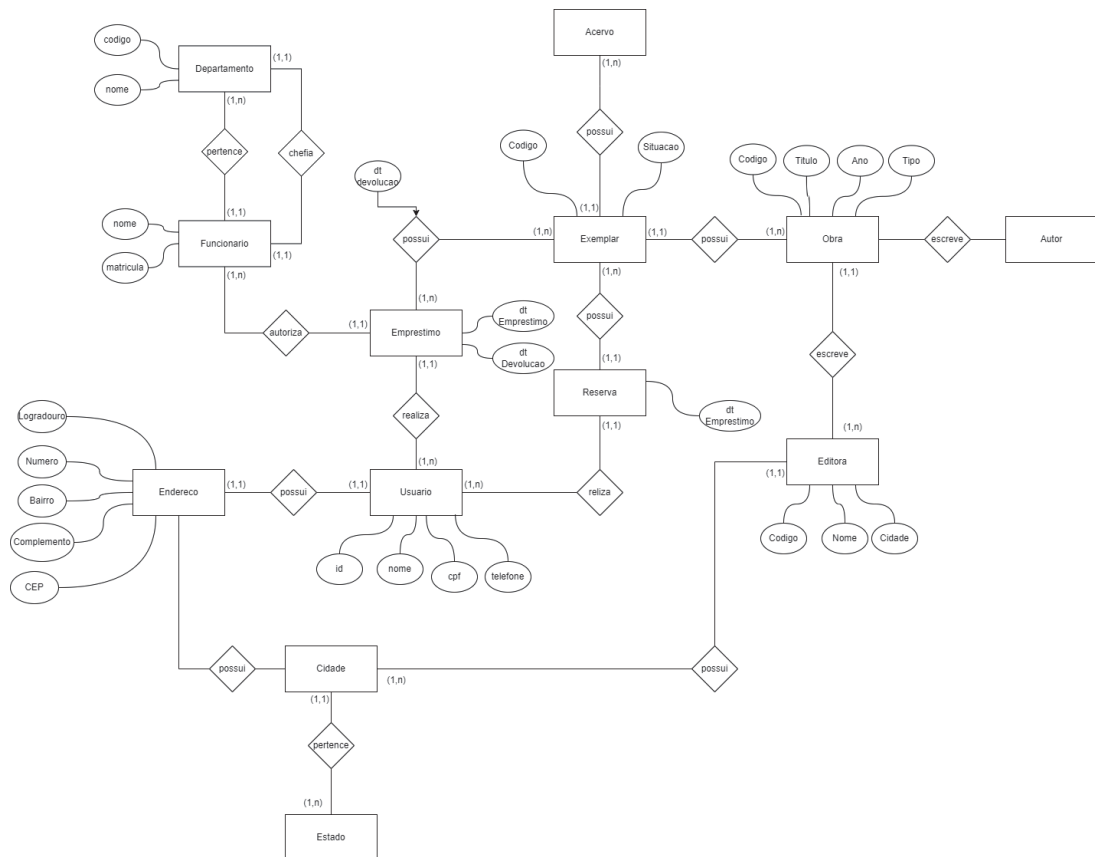 Acervo
(1,n)
codigo
Departamento
(1,1)
nome
(1,n)
possui
Codigo
Situacao
Codigo
Titulo
Ano
Tipo
pertence
chefia
dt
devolucao
(1,1)
(1,1)
nome
Funcionario
possui
(1,n)
Exemplar
(1,1)
possui
(1,n)
Obra
escreve
Autor
matricula
(1,1)
(1,n)
(1,n)
(1,1)
(1,n)
dt
Emprestimo
possui
autoriza
(1,1)
Emprestimo
dt
Devolucao
escreve
(1,1)
(1,1)
Reserva
realiza
dt
Emprestimo
Logradouro
(1,1)
(1,n)
Numero
(1,n)
Editora
(1,1)
Endereco
(1,1)
possui
(1,1)
Usuario
(1,n)
reliza
Bairro
Complemento
Codigo
Nome
Cidade
id
nome
cpf
telefone
CEP
possui
Cidade
(1,n)
possui
(1,1)
pertence
(1,n)
Estado